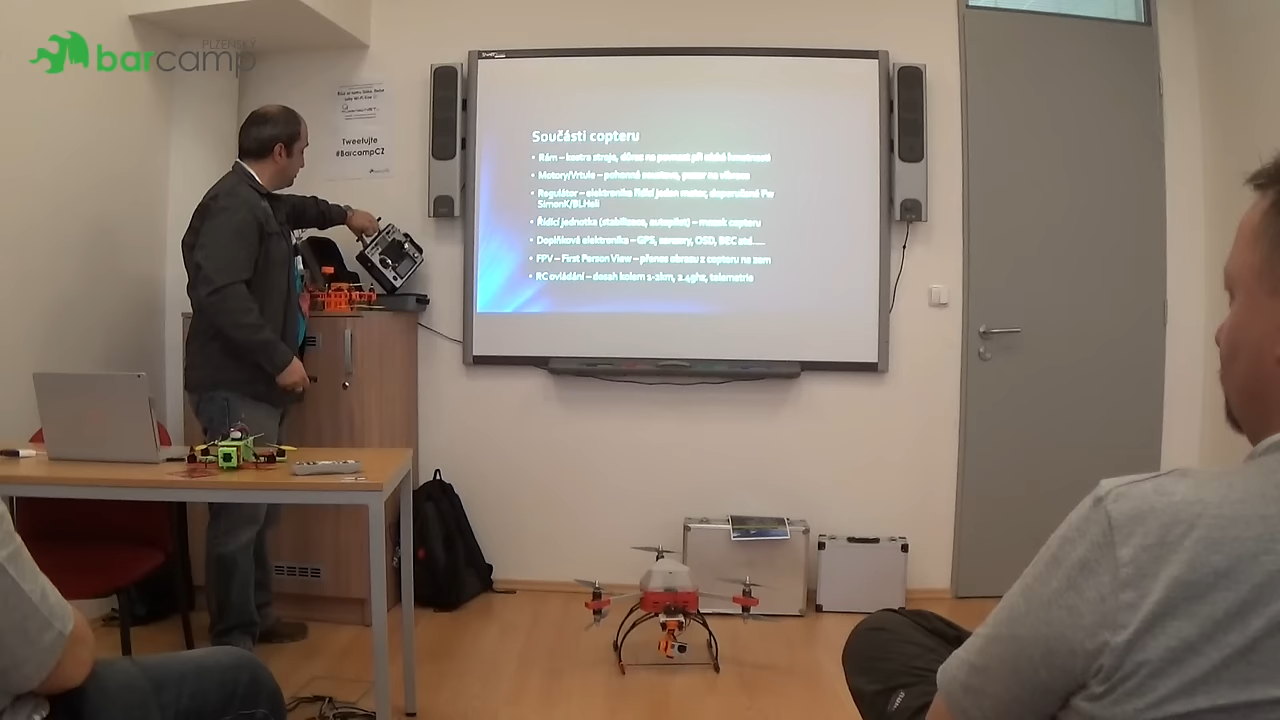 PLZEŇSKÝ
barcamp
Tweetujte
#BarcampCZ
Součásti copteru
• Rám – kostra stroje, důraz na pevnost při nízké hmotnosti
• Motory/Vrtule – pohonná soustava, pozor na výkon
• Regulátor – elektronika řídící jeden motor, doporučené Fw
SimonK/BLHeli
• Řídící jednotka (stabilizace, autopilot) – mozek copteru
• Doplňková elektronika – GPS, senzory, OSD, BEC atd.....
• FPV – First Person View – přenos obrazu z copteru na zem
• RC ovládání – dosah kolem 1-2km, 2.4ghz, telemetrie